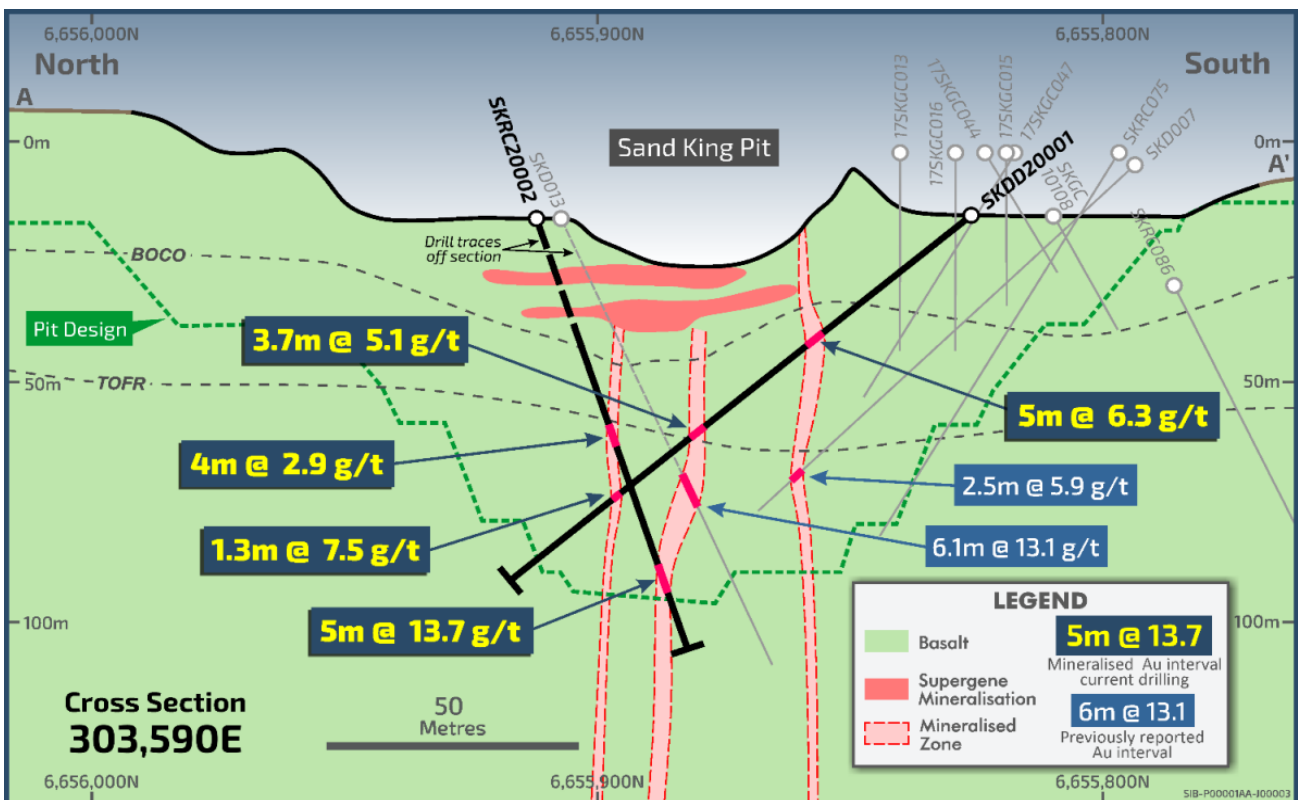 6,656,000N
6,655,900N
6,655,800N
North
South
A
A'
0m
0m
SKRC20002
SKD013
Sand King Pit
17SKGC013
17SKGC016
17SKGC044
17SKGC015
17SKGC047
SKDD20001
SKGC
10108
SKRC075
SKD007
SKRC086
Drill traces
off section
BOCO
Pit Design
TOFR
50m
50m
3.7m @ 5.1 g/t
5m @ 6.3 g/t
4m @ 2.9 g/t
2.5m @ 5.9 g/t
1.3m @ 7.5 g/t
6.1m @ 13.1 g/t
5m @ 13.7 g/t
100m
100m
LEGEND
Basalt
Supergene
Mineralisation
Mineralised
Zone
5m @ 13.7
Mineralised Au interval
current drilling
6m @ 13.1
Previously reported
Au interval
Cross Section
303,590E
50
Metres
6,656,000N
6,655,900N
6,655,800N
SIB-P00001AA-J00003